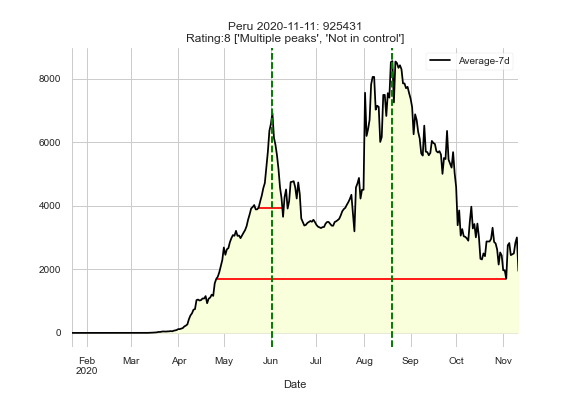 Peru 2020-11-11: 925431
Rating:8 ['Multiple peaks', 'Not in control']
Average-7d
8000
6000
4000
2000
0
Feb Mar Apr May Jun Jul Aug Sep Oct Nov
2020
Date